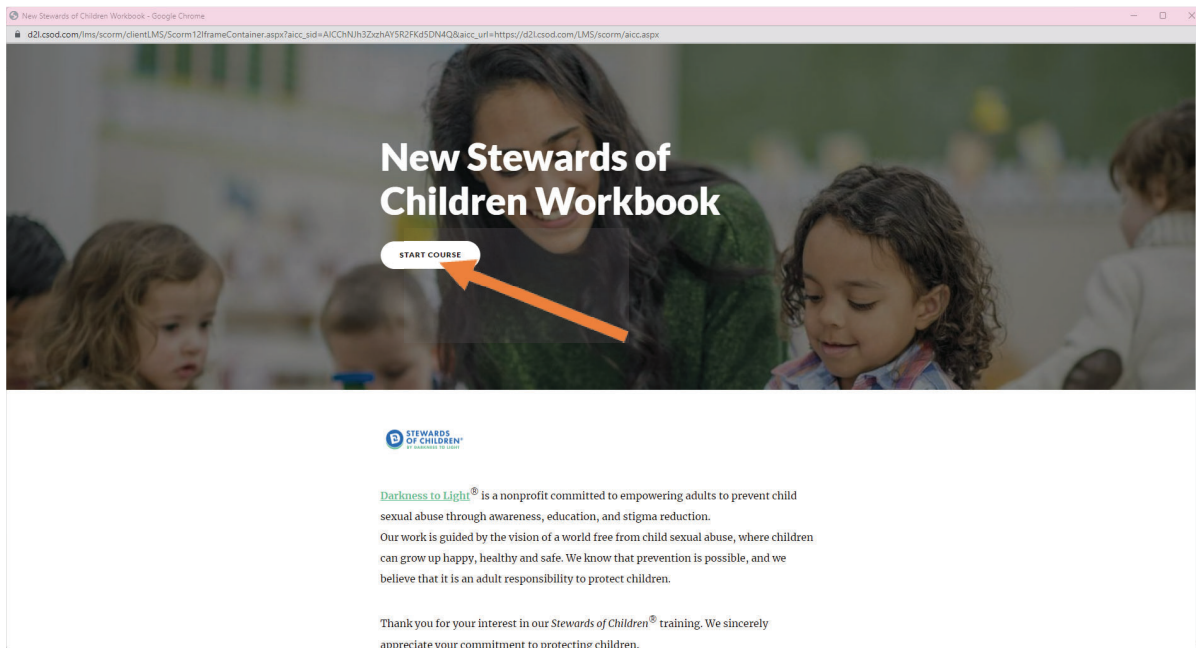 New Stewards of Children Workbook - Google Chrome
d2l.csod.com/lms/scorm/clientLMS/Scorm12IframeContainer.aspx?aicc_sid=AICChNJh3ZxzhAY5R2FKd5DN4Q&aicc_url=https://d2l.csod.com/LMS/scorm/aicc.aspx
New Stewards of
Children Workbook
START COURSE
STEWARDS
OF CHILDREN®
BY DARKNESS TO LIGHT
Darkness to Light® is a nonprofit committed to empowering adults to prevent child
sexual abuse through awareness, education, and stigma reduction.
Our work is guided by the vision of a world free from child sexual abuse, where children
can grow up happy, healthy and safe. We know that prevention is possible, and we
believe that it is an adult responsibility to protect children.
Thank you for your interest in our Stewards of Children® training. We sincerely
appreciate your commitment to protecting children.